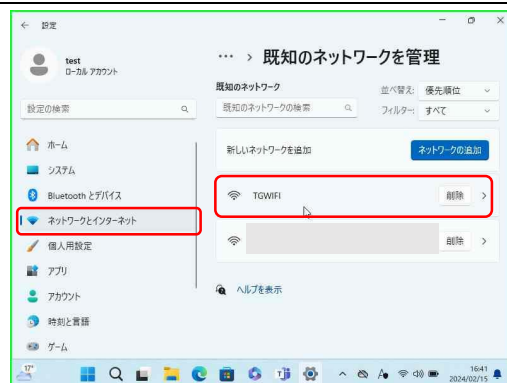 ← 設定
test
ローカル アカウント
設定の検索
ホーム
システム
Bluetooth とデバイス
ネットワークとインターネット
個人用設定
アプリ
アカウント
時刻と言語
ゲーム
… › 既知のネットワークを管理
既知のネットワーク
並べ替え: 優先順位
既知のネットワークの検索
フィルター: すべて
新しいネットワークを追加
ネットワークの追加
TGWIFI
削除
削除
ヘルプを表示
17°
16:41
2024/02/15